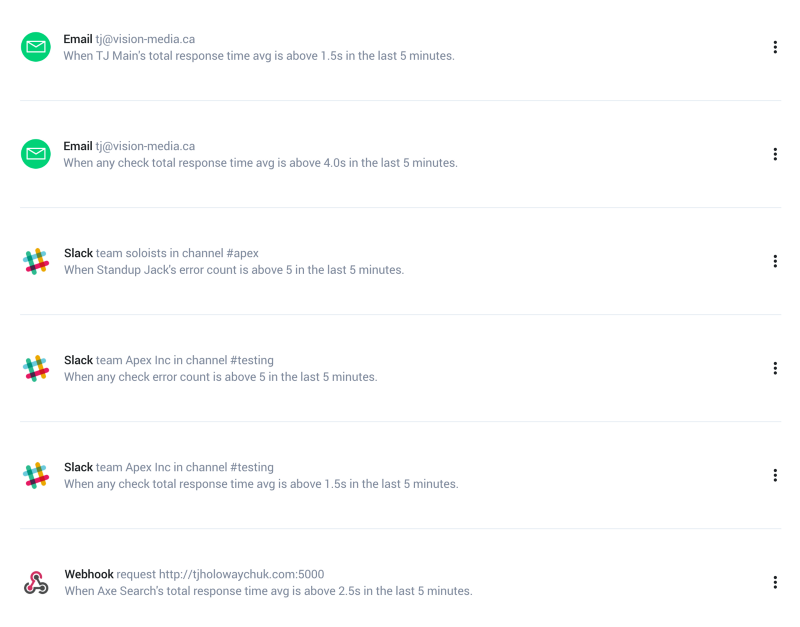 Email tj@vision-media.ca
When TJ Main's total response time avg is above 1.5s in the last 5 minutes.
Email tj@vision-media.ca
When any check total response time avg is above 4.0s in the last 5 minutes.
Slack team soloists in channel #apex
When Standup Jack's error count is above 5 in the last 5 minutes.
Slack team Apex Inc in channel #testing
When any check error count is above 5 in the last 5 minutes.
Slack team Apex Inc in channel #testing
When any check total response time avg is above 1.5s in the last 5 minutes.
Webhook request http://tjholowaychuk.com:5000
When Axe Search's total response time avg is above 2.5s in the last 5 minutes.